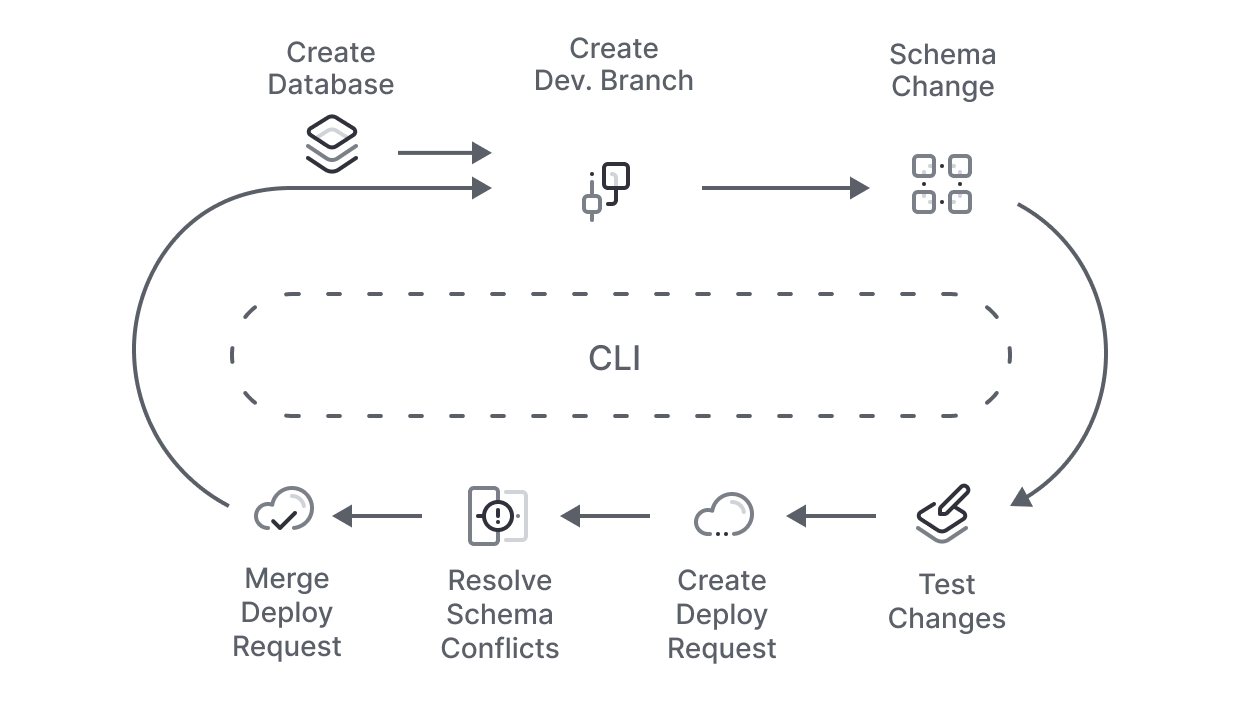 Create
Database
Create
Dev. Branch
Schema
Change
CLI
Merge
Deploy
Request
Resolve
Schema
Conflicts
Create
Deploy
Request
Test
Changes